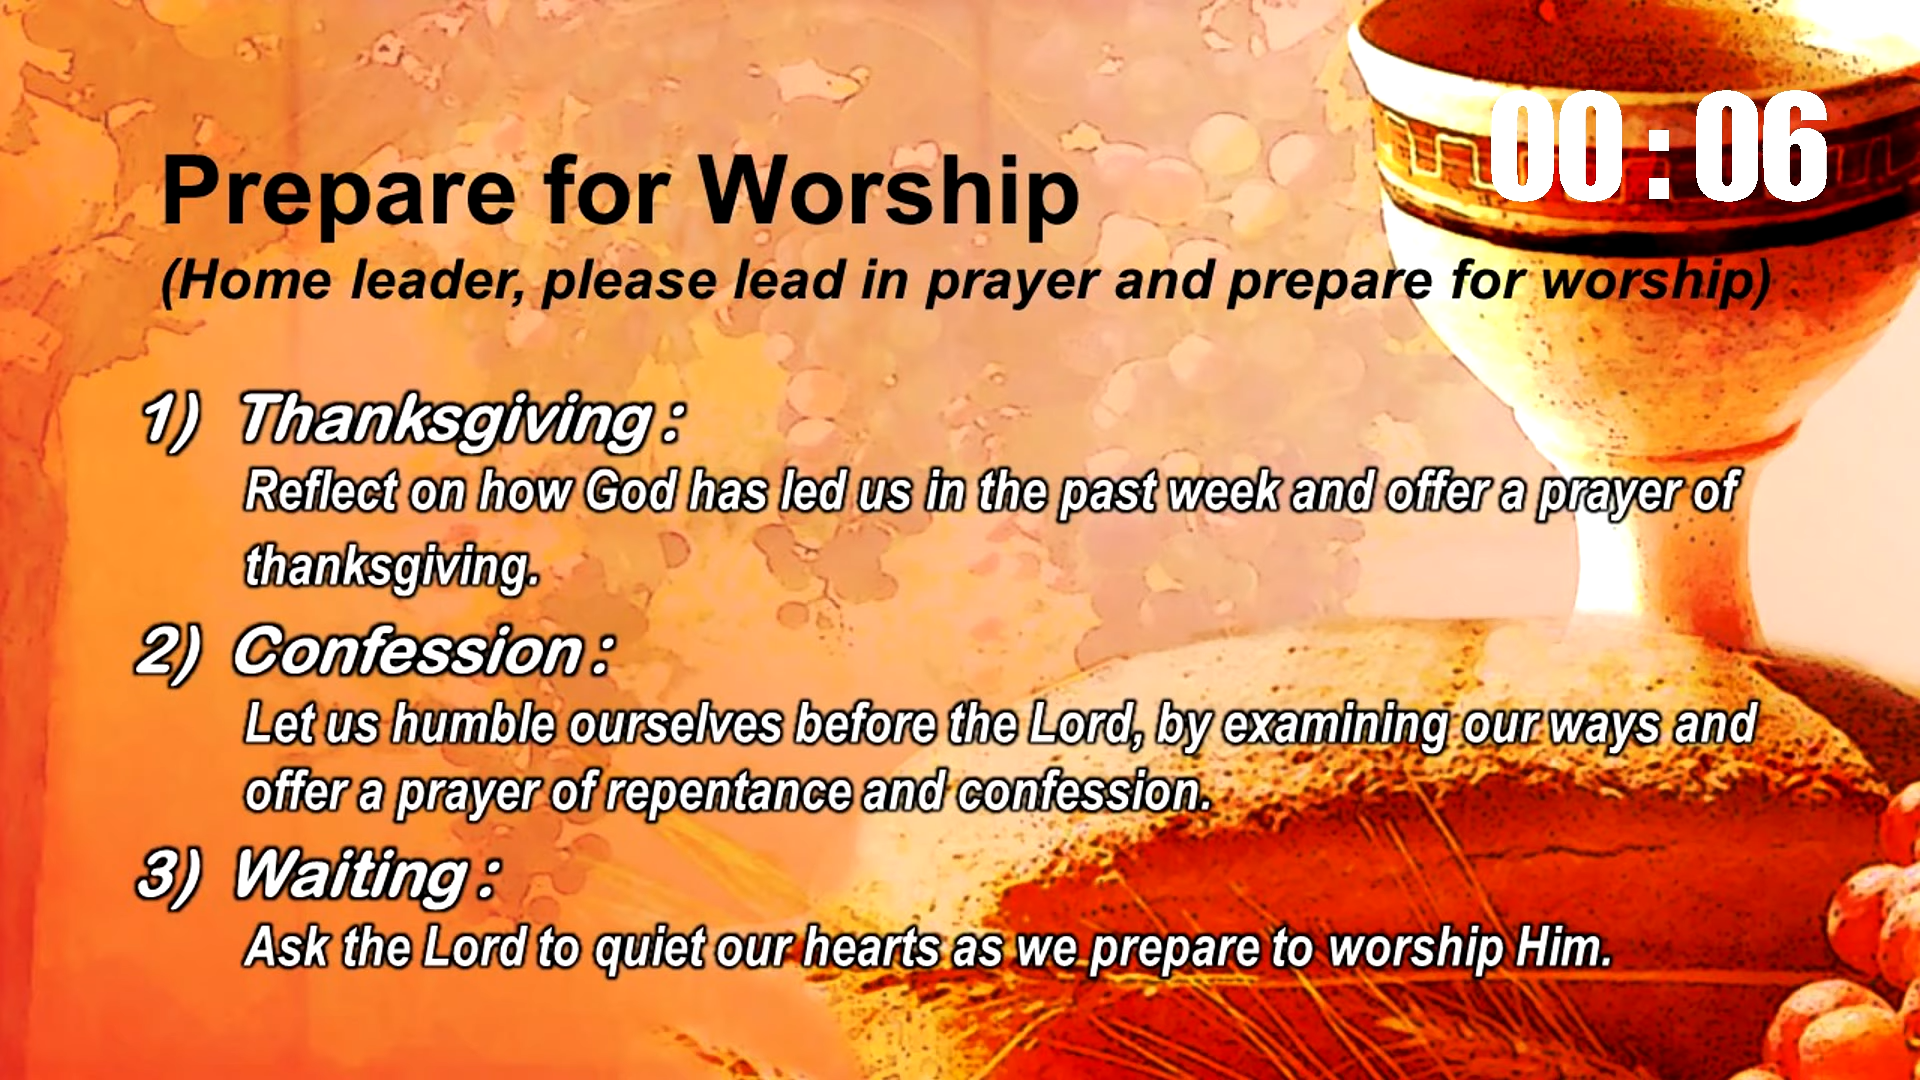 00:06
Prepare for Worship
(Home leader, please lead in prayer and prepare for worship)
1) Thanksgiving :
Reflect on how God has led us in the past week and offer a prayer of
thanksgiving.
2) Confession :
Let us humble ourselves before the Lord, by examining our ways and
offer a prayer of repentance and confession.
3) Waiting :
Ask the Lord to quiet our hearts as we prepare to worship Him.